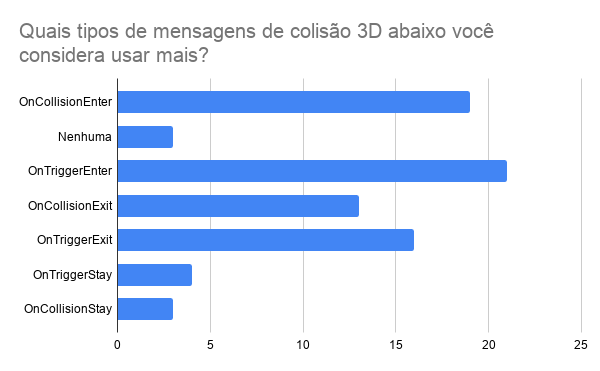 Quais tipos de mensagens de colisão 3D abaixo você
considera usar mais?
OnCollisionEnter
Nenhuma
OnTriggerEnter
OnCollisionExit
OnTriggerExit
OnTriggerStay
OnCollisionStay
0 5 10 15 20 25